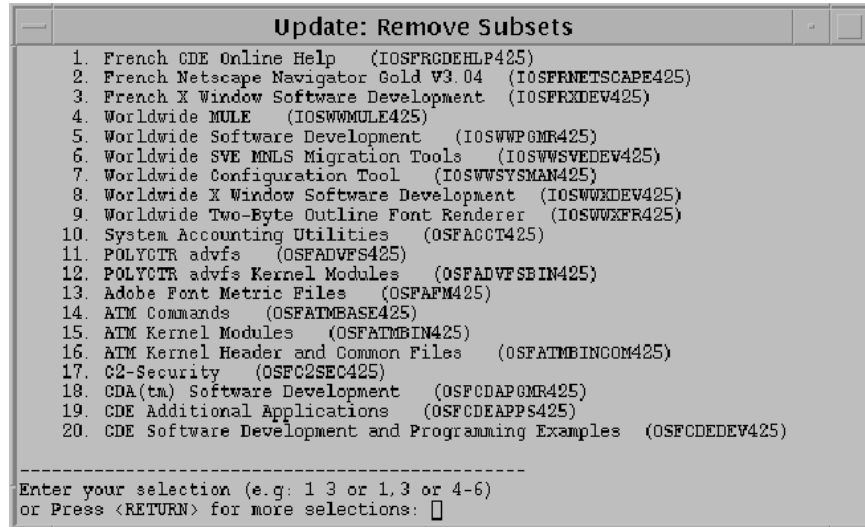 Update: Remove Subsets
1. French CDE Online Help (IOSFRCDEHLP425)
2. French Netscape Navigator Gold V3.04 (IOSFRNETSCAPE425)
3. French X Window Software Development (IOSFRXDEV425)
4. Worldwide MULE (IOSWWMULE425)
5. Worldwide Software Development (IOSWWPGMR425)
6. Worldwide SVE MNLS Migration Tools (IOSWWSVEDEV425)
7. Worldwide Configuration Tool (IOSWWSYSMAN425)
8. Worldwide X Window Software Development (IOSWWXDEV425)
9. Worldwide Two-Byte Outline Font Renderer (IOSWWXFR425)
10. System Accounting Utilities (OSFACCT425)
11. POLYCTR advfs (OSFADVFS425)
12. POLYCTR advfs Kernel Modules (OSFADVFSBIN425)
13. Adobe Font Metric Files (OSFAFM425)
14. ATM Commands (OSFATMBASE425)
15. ATM Kernel Modules (OSFATMBIN425)
16. ATM Kernel Header and Common Files (OSFATMBINCOM425)
17. C2-Security (OSFC2SEC425)
18. CDA(tm) Software Development (OSFCDAPGMR425)
19. CDE Additional Applications (OSFCDEAPPS425)
20. CDE Software Development and Programming Examples (OSFCDEDEV425)
------------------------------------------------
Enter your selection (e.g: 1 3 or 1,3 or 4-6)
or Press <RETURN> for more selections: